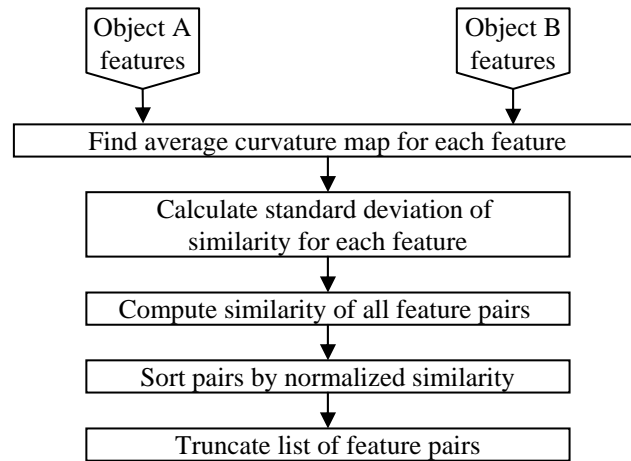 Object A
features
Object B
features
Find average curvature map for each feature
Calculate standard deviation of
similarity for each feature
Compute similarity of all feature pairs
Sort pairs by normalized similarity
Truncate list of feature pairs